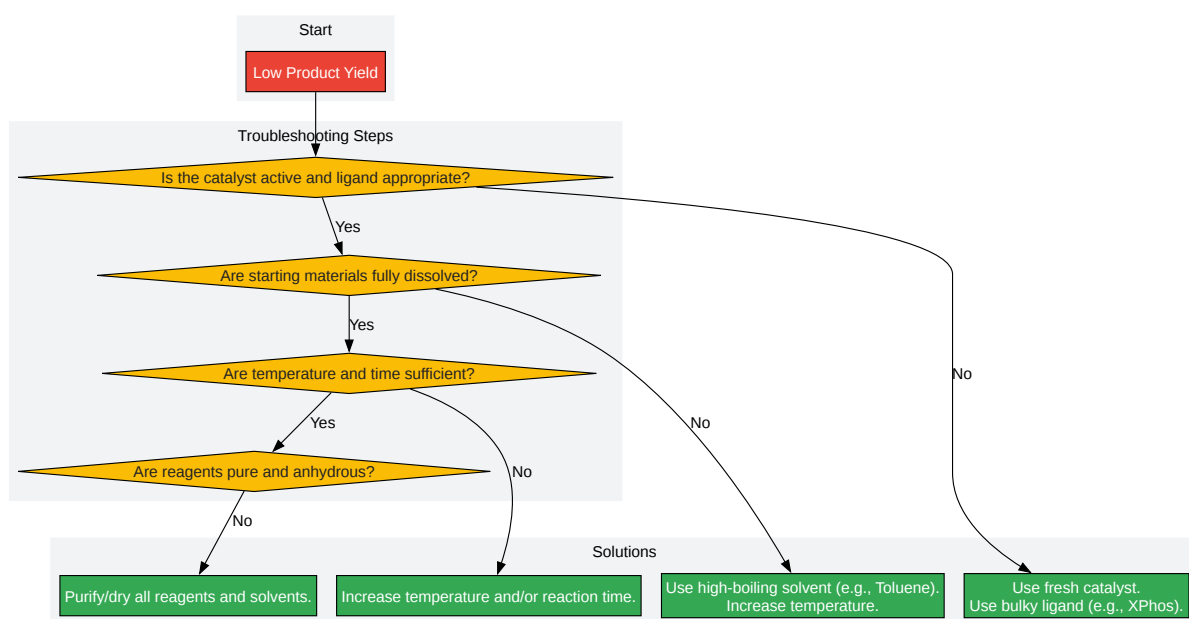 Start
Low Product Yield
Troubleshooting Steps
Is the catalyst active and ligand appropriate?
Yes
Are starting materials fully dissolved?
Yes
Are temperature and time sufficient?
No
Yes
No
Are reagents pure and anhydrous?
No
No
Solutions
Purify/dry all reagents and solvents.
Increase temperature and/or reaction time.
Use high-boiling solvent (e.g., Toluene).
Increase temperature.
Use fresh catalyst.
Use bulky ligand (e.g., XPhos).